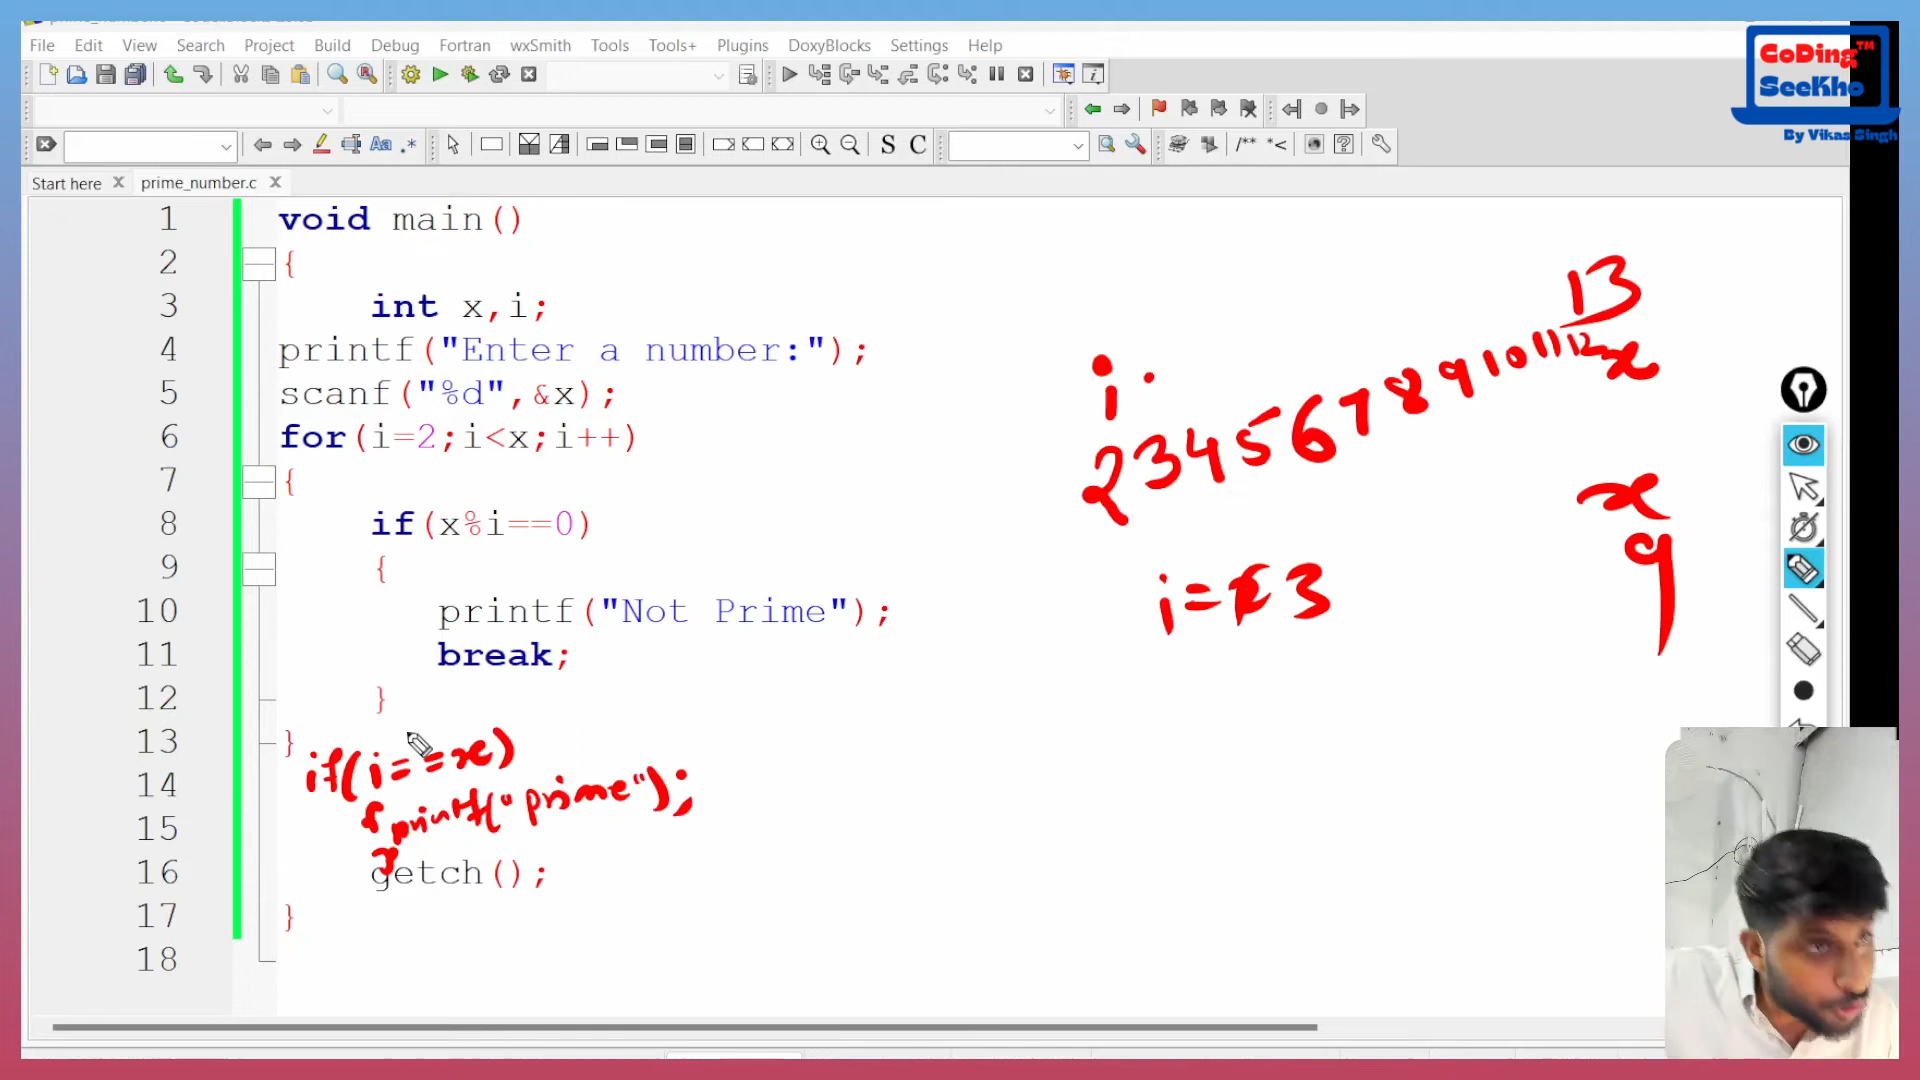 File Edit View Search Project Build Debug Fortran wxSmith Tools Tools+ Plugins DoxyBlocks Settings Help
CoDing™
SeeKho
By Vikas Singh
Start here prime_number.c
1 void main()
2 {
3 int x,i;
4 printf("Enter a number:");
5 scanf("%d",&x);
6 for(i=2;i<x;i++)
7 {
8 if(x%i==0)
9 {
10 printf("Not Prime");
11 break;
12 }
13 }
if(i==x)
14
printf("prime");
15
16 getch();
17 }
18
13
i x
2 3 4 5 6 7 8 9 10 11 12
x
9
i= 3